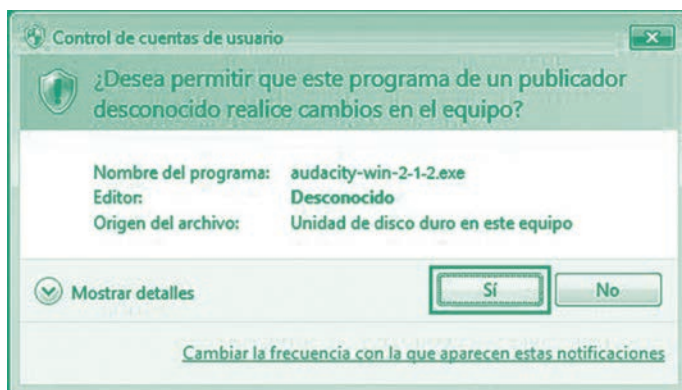 Control de cuentas de usuario
¿Desea permitir que este programa de un publicador
desconocido realice cambios en el equipo?
Nombre del programa: audacity-win-2-1-2.exe
Editor: Desconocido
Origen del archivo: Unidad de disco duro en este equipo
Mostrar detalles
Sí
No
Cambiar la frecuencia con la que aparecen estas notificaciones